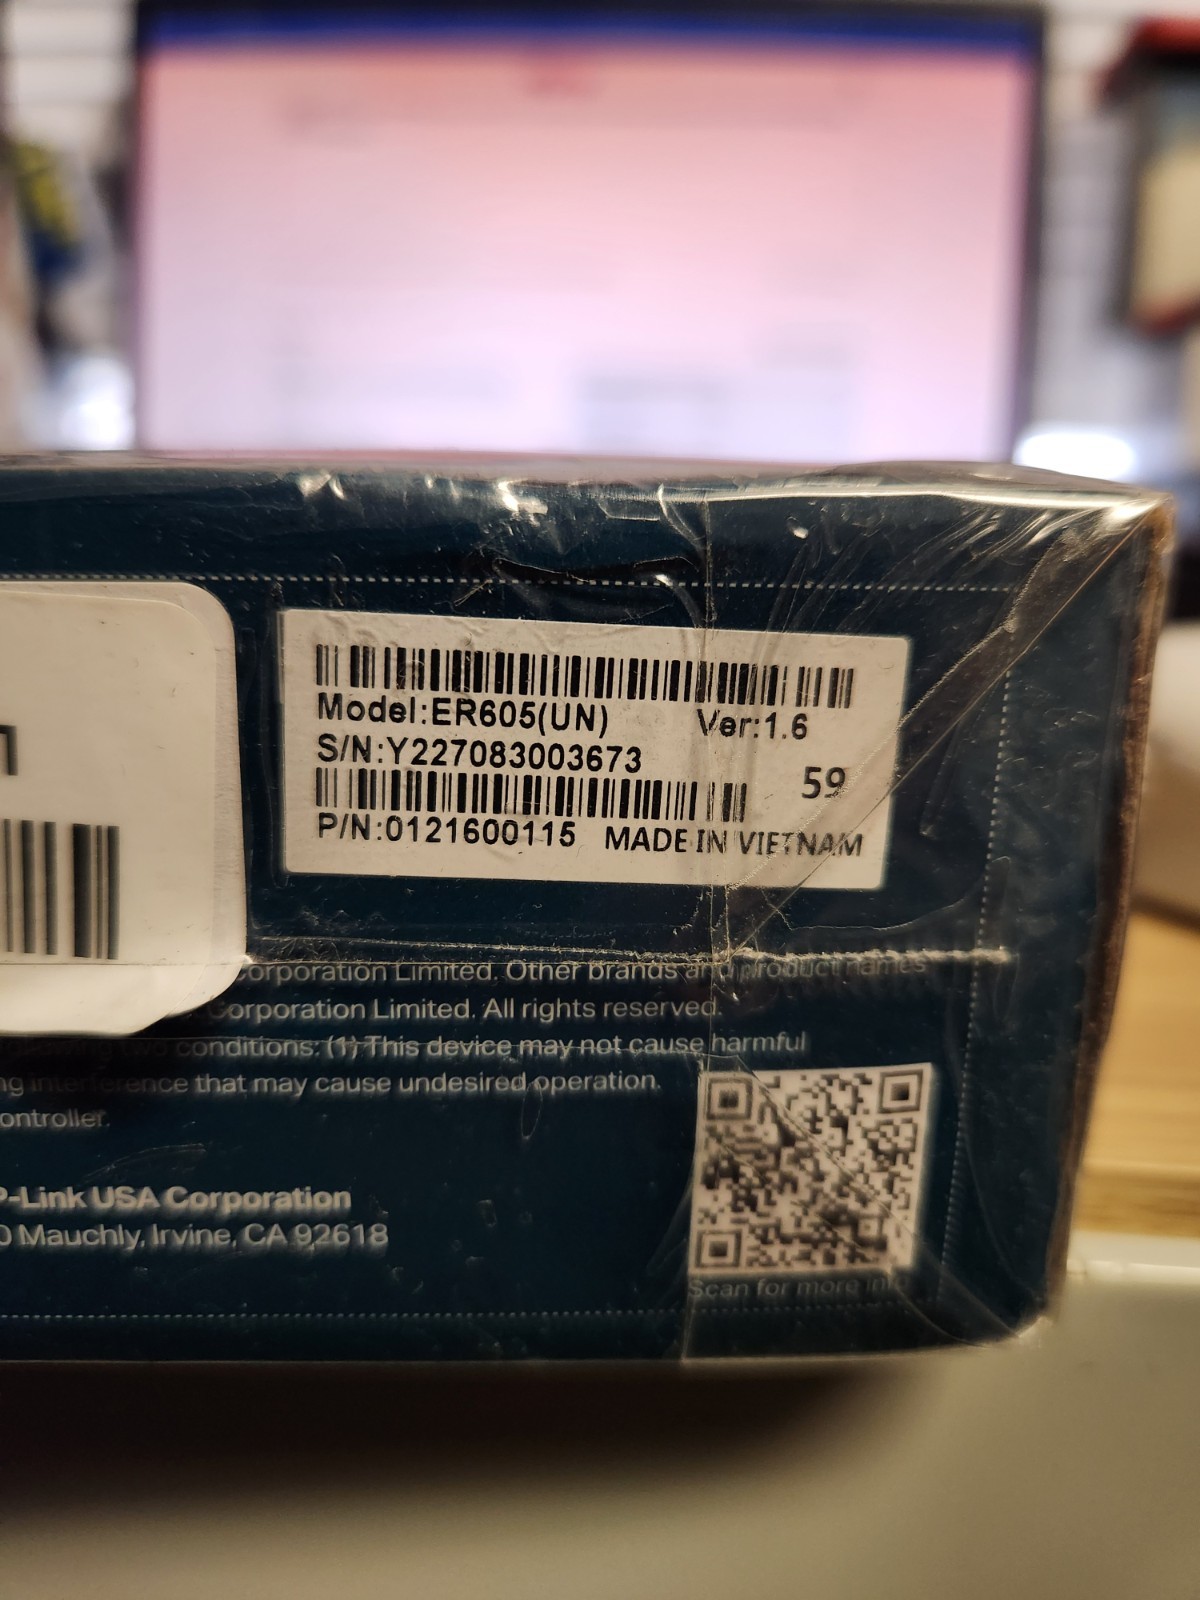 Model:ER605(UN) Ver:1.6
S/N:Y227083003673
59
P/N:0121600115 MADE IN VIETNAM
Corporation Limited. Other brands and product names
Corporation Limited. All rights reserved.
two conditions: (1) This device may not cause harmful
ng interference that may cause undesired operation.
ontroller.
P-Link USA Corporation
0 Mauchly, Irvine, CA 92618
Scan for more info